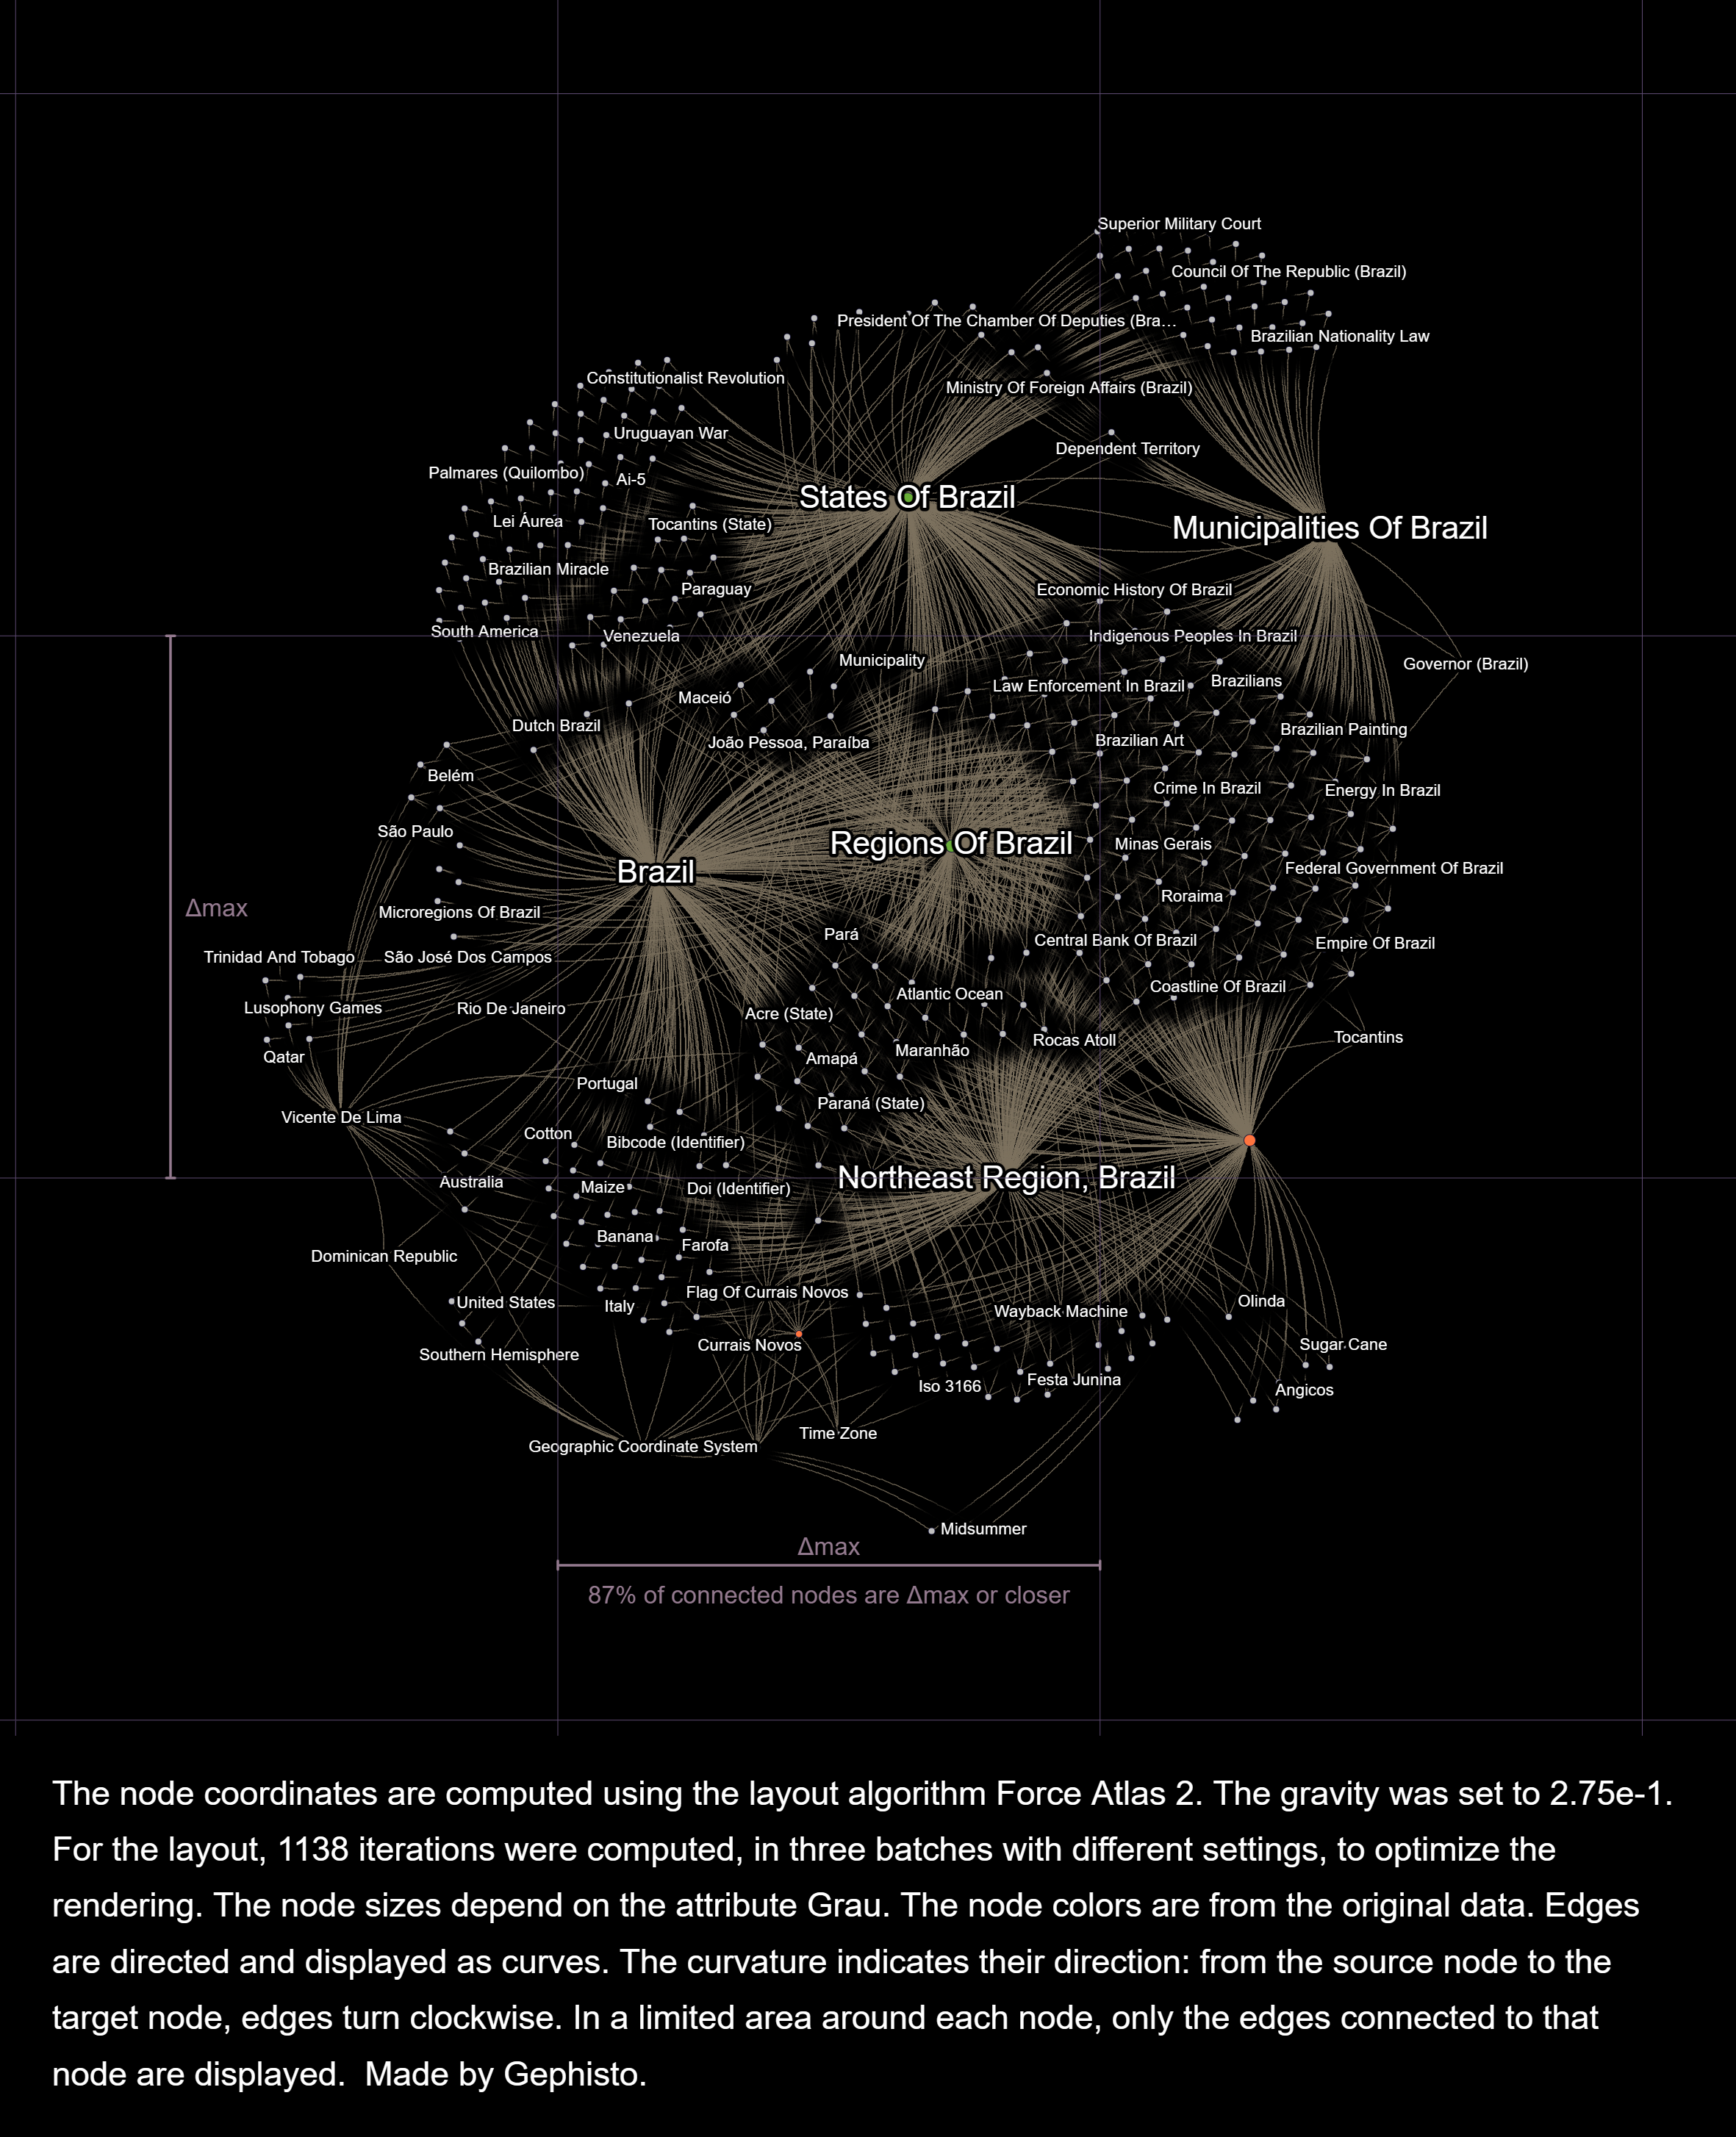 Superior Military Court
Council Of The Republic (Brazil)
President Of The Chamber Of Deputies (Bra…
Brazilian Nationality Law
Constitutionalist Revolution
Ministry Of Foreign Affairs (Brazil)
Uruguayan War
Dependent Territory
Palmares (Quilombo)
Ai-5
States Of Brazil
Lei Áurea
Tocantins (State)
Municipalities Of Brazil
Brazilian Miracle
Paraguay
Economic History Of Brazil
South America
Venezuela
Indigenous Peoples In Brazil
Municipality
Governor (Brazil)
Law Enforcement In Brazil
Brazilians
Maceió
Dutch Brazil
Brazilian Painting
João Pessoa, Paraíba
Brazilian Art
Belém
Crime In Brazil
Energy In Brazil
São Paulo
Regions Of Brazil
Minas Gerais
Brazil
Federal Government Of Brazil
Roraima
Δmax
Microregions Of Brazil
Pará
Central Bank Of Brazil
Empire Of Brazil
Trinidad And Tobago
São José Dos Campos
Coastline Of Brazil
Atlantic Ocean
Lusophony Games
Rio De Janeiro
Acre (State)
Rocas Atoll
Tocantins
Qatar
Amapá
Maranhão
Portugal
Paraná (State)
Vicente De Lima
Cotton
Bibcode (Identifier)
Northeast Region, Brazil
Australia
Maize
Doi (Identifier)
Banana
Farofa
Dominican Republic
Flag Of Currais Novos
United States
Italy
Wayback Machine
Olinda
Currais Novos
Sugar Cane
Southern Hemisphere
Iso 3166
Festa Junina
Angicos
Time Zone
Geographic Coordinate System
Midsummer
Δmax
87% of connected nodes are Δmax or closer
The node coordinates are computed using the layout algorithm Force Atlas 2. The gravity was set to 2.75e-1.
For the layout, 1138 iterations were computed, in three batches with different settings, to optimize the
rendering. The node sizes depend on the attribute Grau. The node colors are from the original data. Edges
are directed and displayed as curves. The curvature indicates their direction: from the source node to the
target node, edges turn clockwise. In a limited area around each node, only the edges connected to that
node are displayed.  Made by Gephisto.